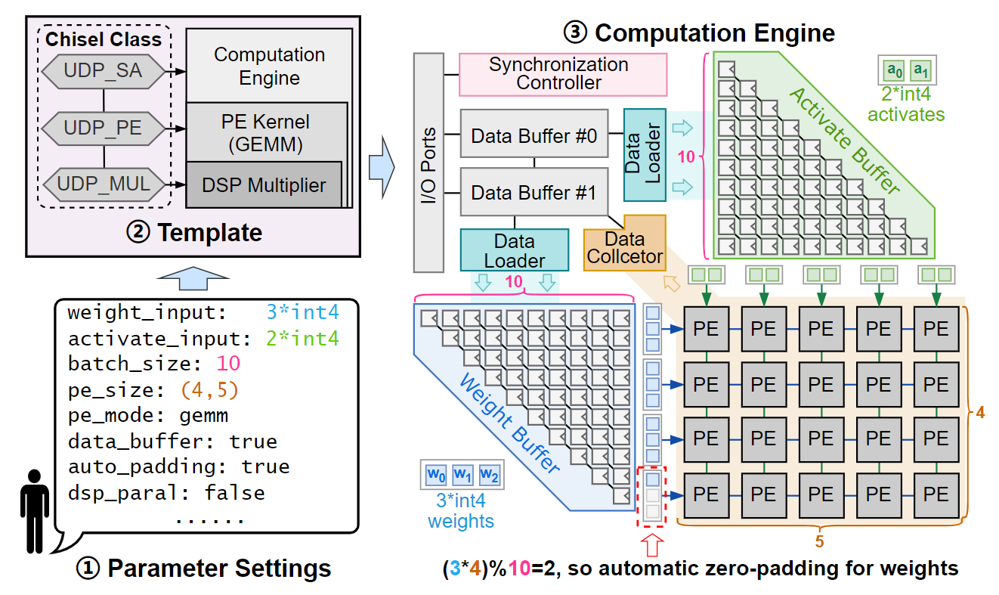 Chisel Class
UDP_SA
UDP_PE
UDP_MUL
Computation
Engine
PE Kernel
(GEMM)
DSP Multiplier
② Template
weight_input: 3*int4
activate_input: 2*int4
batch_size: 10
pe_size: (4,5)
pe_mode: gemm
data_buffer: true
auto_padding: true
dsp_paral: false
......
① Parameter Settings
③ Computation Engine
I/O Ports
Synchronization
Controller
Data Buffer #0
Data Buffer #1
Data
Loader
Data
Loader
Data
Collcetor
10
Activate Buffer
a0 a1
2*int4
activates
10
Weight Buffer
w0 w1 w2
3*int4
weights
PE PE PE PE PE
PE PE PE PE PE
PE PE PE PE PE
PE PE PE PE PE
4
5
(3*4)%10=2, so automatic zero-padding for weights